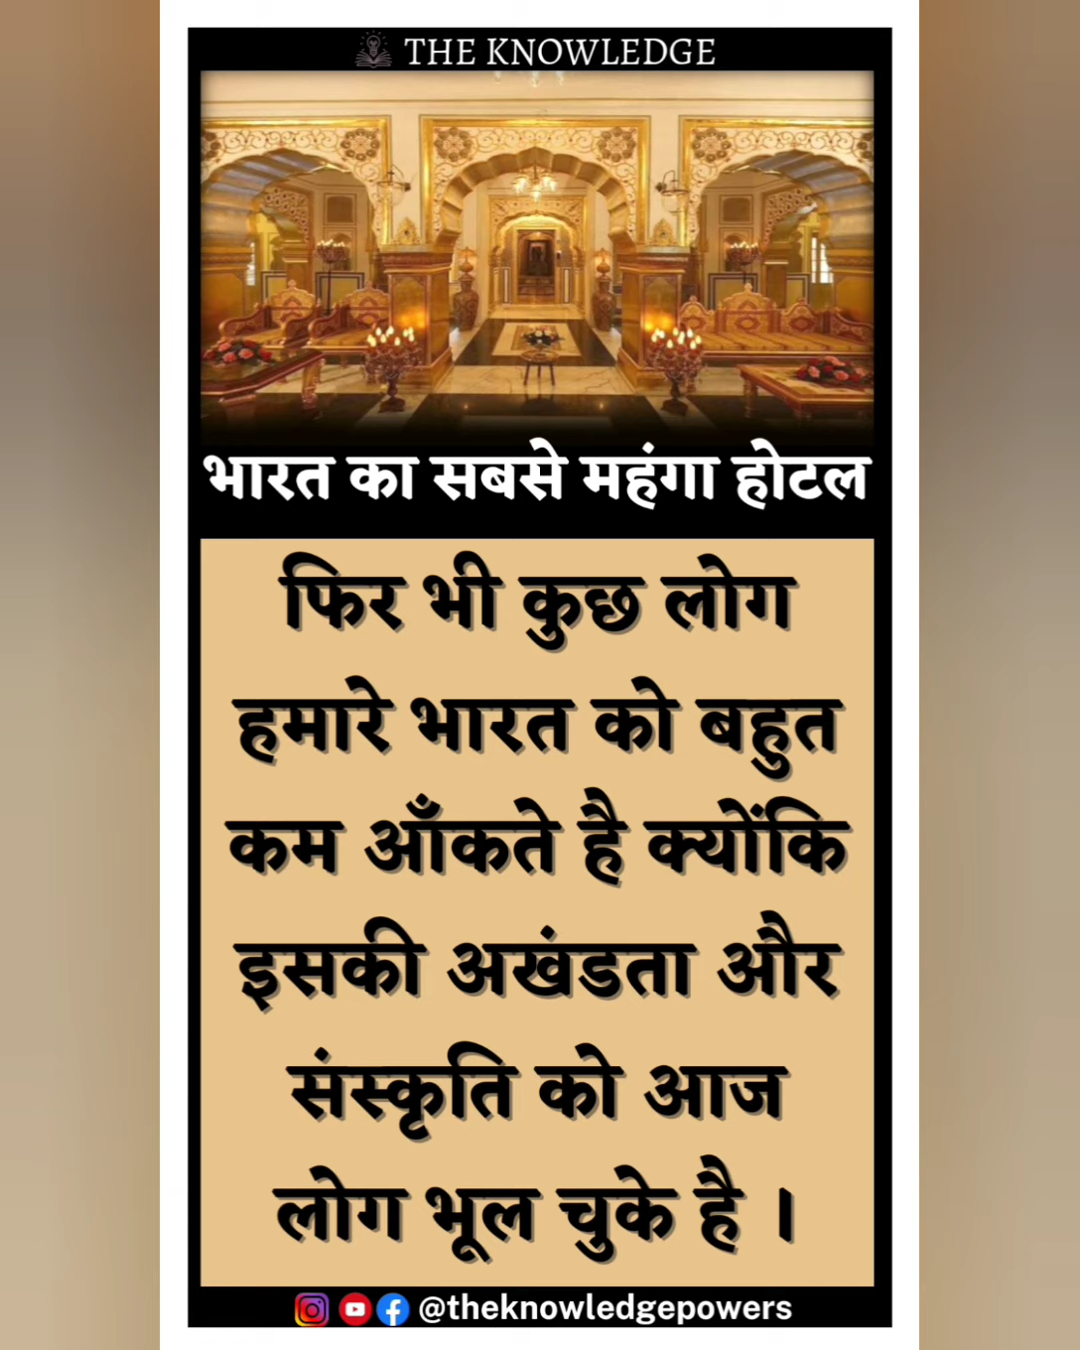 THE KNOWLEDGE
भारत का सबसे महंगा होटल
फिर भी कुछ लोग
हमारे भारत को बहुत
कम आँकते है क्योंकि
इसकी अखंडता और
संस्कृति को आज
लोग भूल चुके है ।
@theknowledgepowers